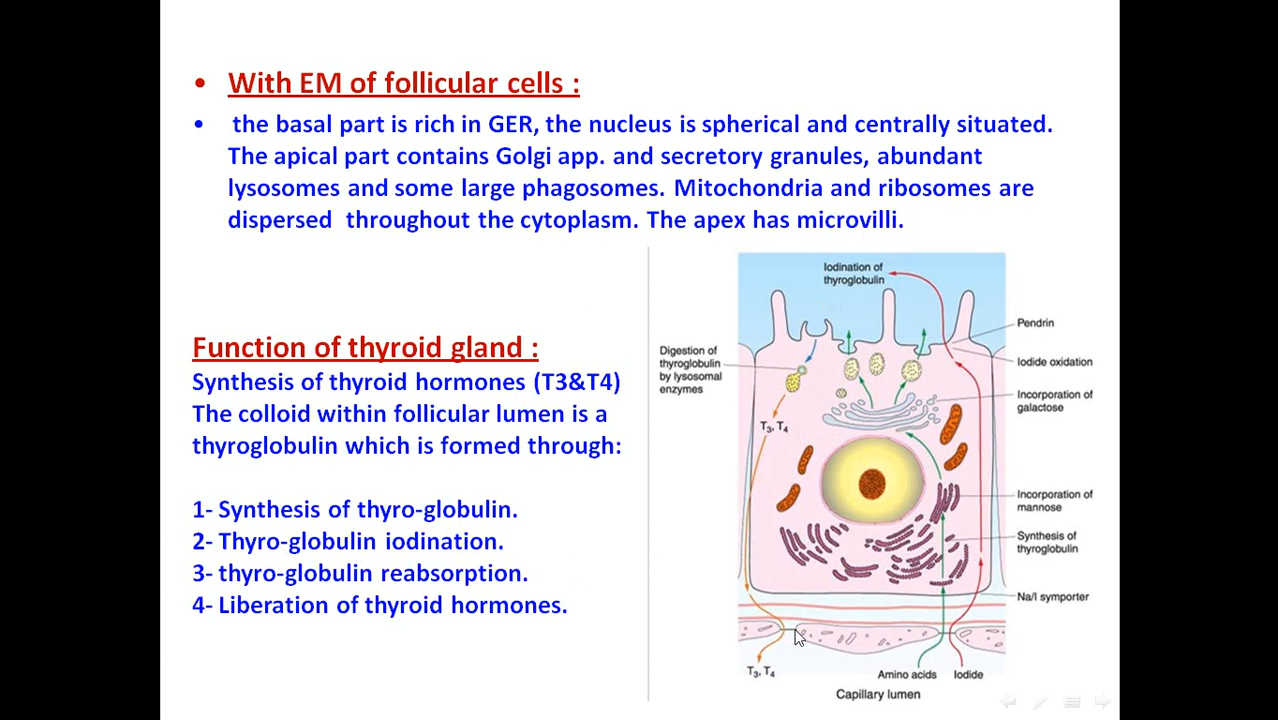 • With EM of follicular cells :
• the basal part is rich in GER, the nucleus is spherical and centrally situated.
The apical part contains Golgi app. and secretory granules, abundant
lysosomes and some large phagosomes. Mitochondria and ribosomes are
dispersed throughout the cytoplasm. The apex has microvilli.
Function of thyroid gland :
Synthesis of thyroid hormones (T3&T4)
The colloid within follicular lumen is a
thyroglobulin which is formed through:
1- Synthesis of thyro-globulin.
2- Thyro-globulin iodination.
3- thyro-globulin reabsorption.
4- Liberation of thyroid hormones.
Iodination of
thyroglobulin
Digestion of
thyroglobulin
by lysosomal
enzymes
T₃, T₄
Pendrin
Iodide oxidation
Incorporation of
galactose
Incorporation of
mannose
Synthesis of
thyroglobulin
Na/I symporter
T₃, T₄
Amino acids
Iodide
Capillary lumen